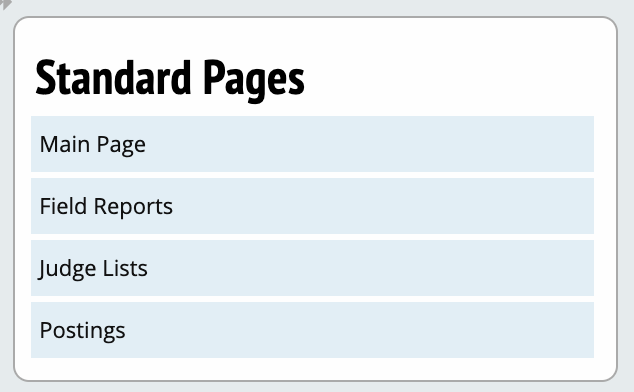 Standard Pages
Main Page
Field Reports
Judge Lists
Postings